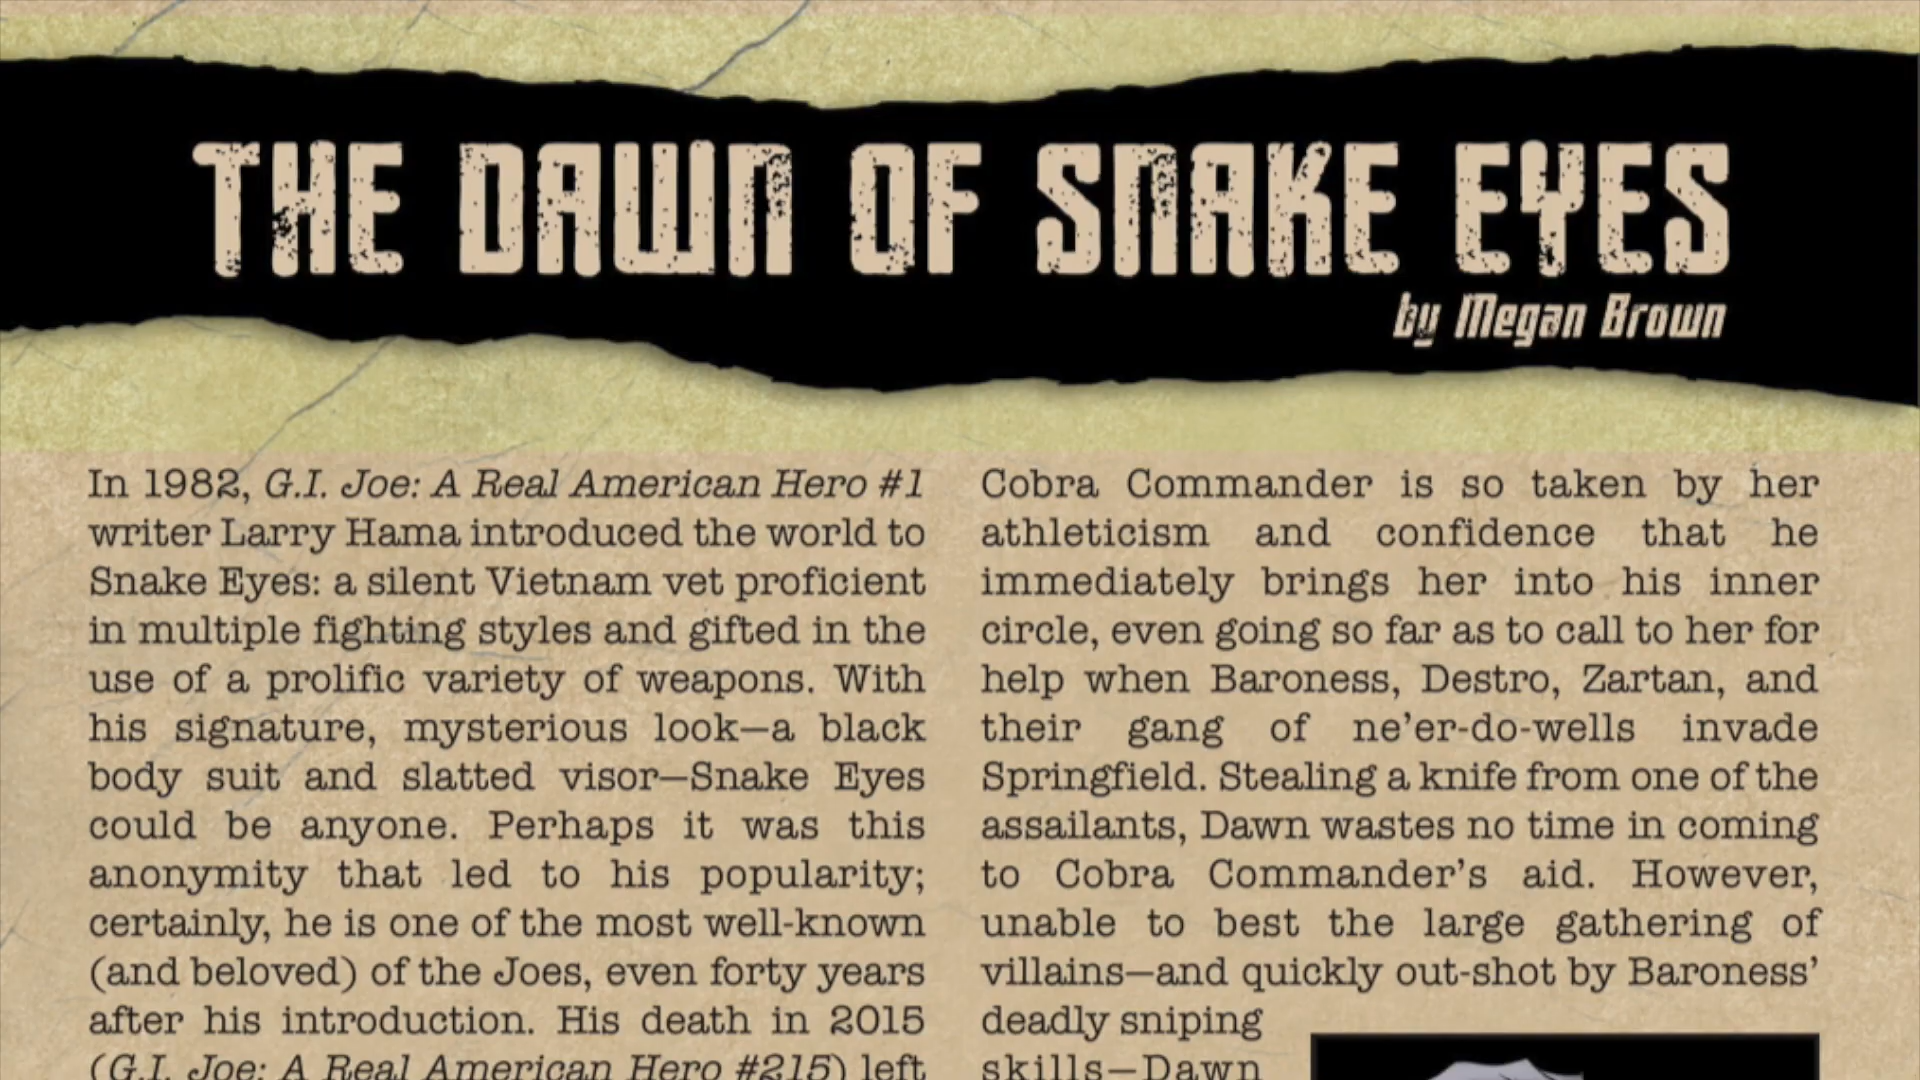 THE DAWN OF SNAKE EYES
by Megan Brown
In 1982, G.I. Joe: A Real American Hero #1
writer Larry Hama introduced the world to
Snake Eyes: a silent Vietnam vet proficient
in multiple fighting styles and gifted in the
use of a prolific variety of weapons. With
his signature, mysterious look—a black
body suit and slatted visor—Snake Eyes
could be anyone. Perhaps it was this
anonymity that led to his popularity;
certainly, he is one of the most well-known
(and beloved) of the Joes, even forty years
after his introduction. His death in 2015
(G.I. Joe: A Real American Hero #215) left
Cobra Commander is so taken by her
athleticism and confidence that he
immediately brings her into his inner
circle, even going so far as to call to her for
help when Baroness, Destro, Zartan, and
their gang of ne’er-do-wells invade
Springfield. Stealing a knife from one of the
assailants, Dawn wastes no time in coming
to Cobra Commander’s aid. However,
unable to best the large gathering of
villains—and quickly out-shot by Baroness’
deadly sniping
skills—Dawn